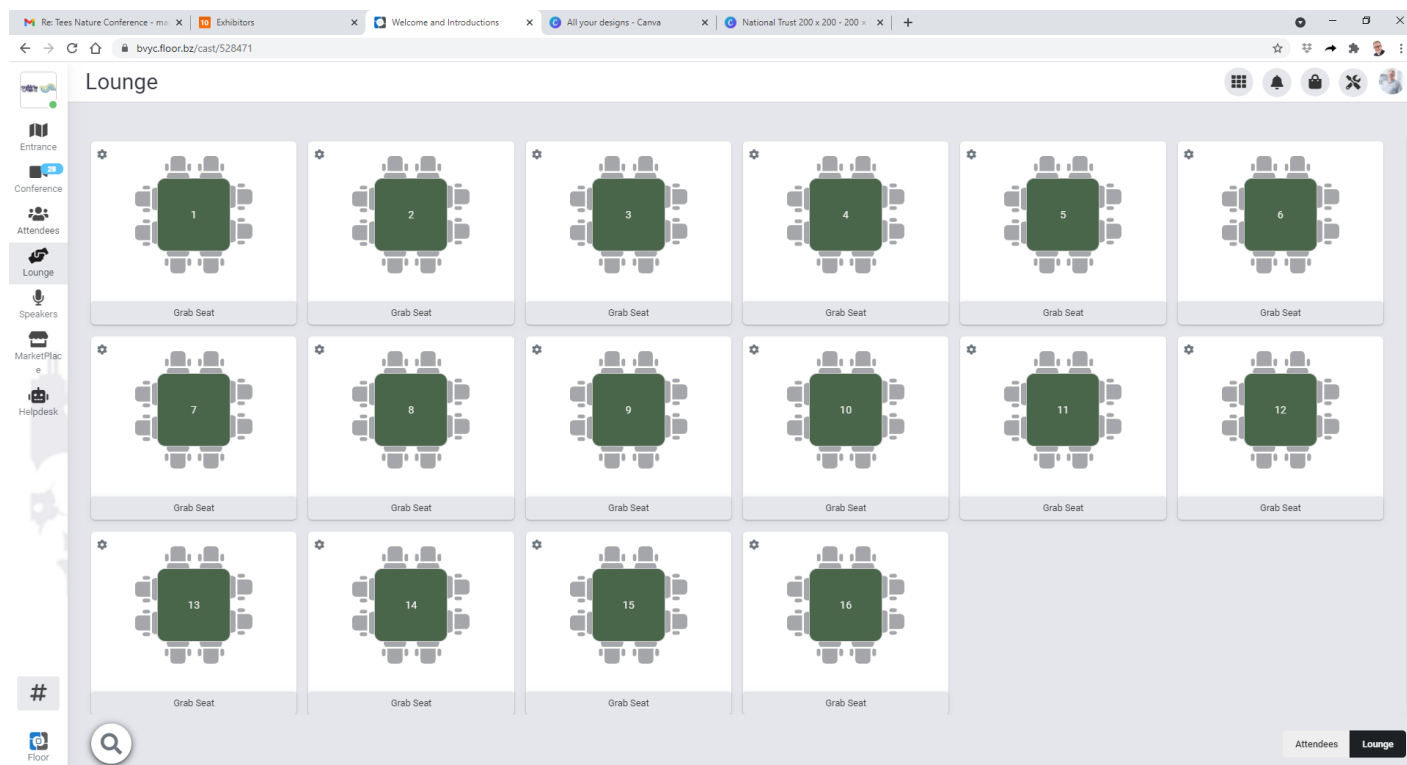 Re: Tees Nature Conference - ma
Exhibitors
Welcome and Introductions
All your designs - Canva
National Trust 200 x 200 - 200 ×
bvyc.floor.bz/cast/528471
Lounge
Entrance
29
Conference
Attendees
Lounge
Speakers
MarketPlac
e
Helpdesk
#
Floor
1 2 3 4 5 6
Grab Seat Grab Seat Grab Seat Grab Seat Grab Seat Grab Seat
7 8 9 10 11 12
Grab Seat Grab Seat Grab Seat Grab Seat Grab Seat Grab Seat
13 14 15 16
Grab Seat Grab Seat Grab Seat Grab Seat
Attendees Lounge